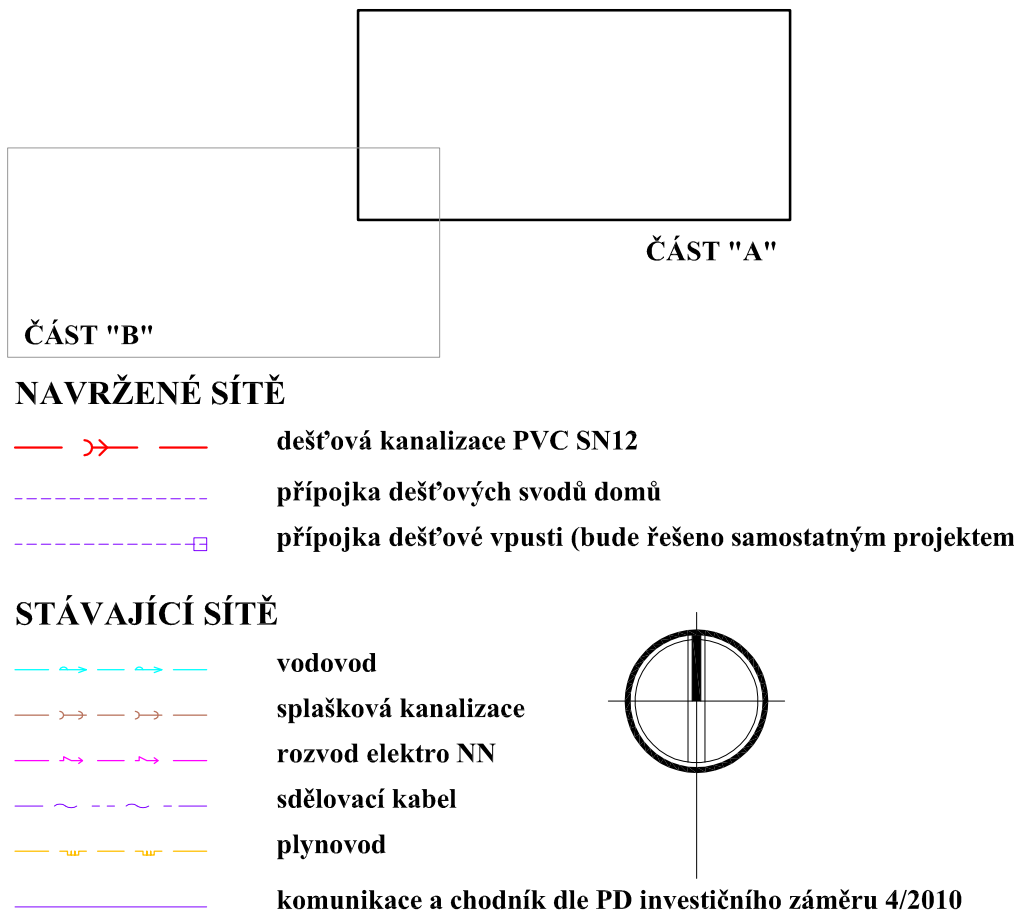 ČÁST "A"
ČÁST "B"
NAVRŽENÉ SÍTĚ
dešťová kanalizace PVC SN12
přípojka dešťových svodů domů
přípojka dešťové vpusti (bude řešeno samostatným projektem
STÁVAJÍCÍ SÍTĚ
vodovod
splašková kanalizace
rozvod elektro NN
sdělovací kabel
plynovod
komunikace a chodník dle PD investičního záměru 4/2010